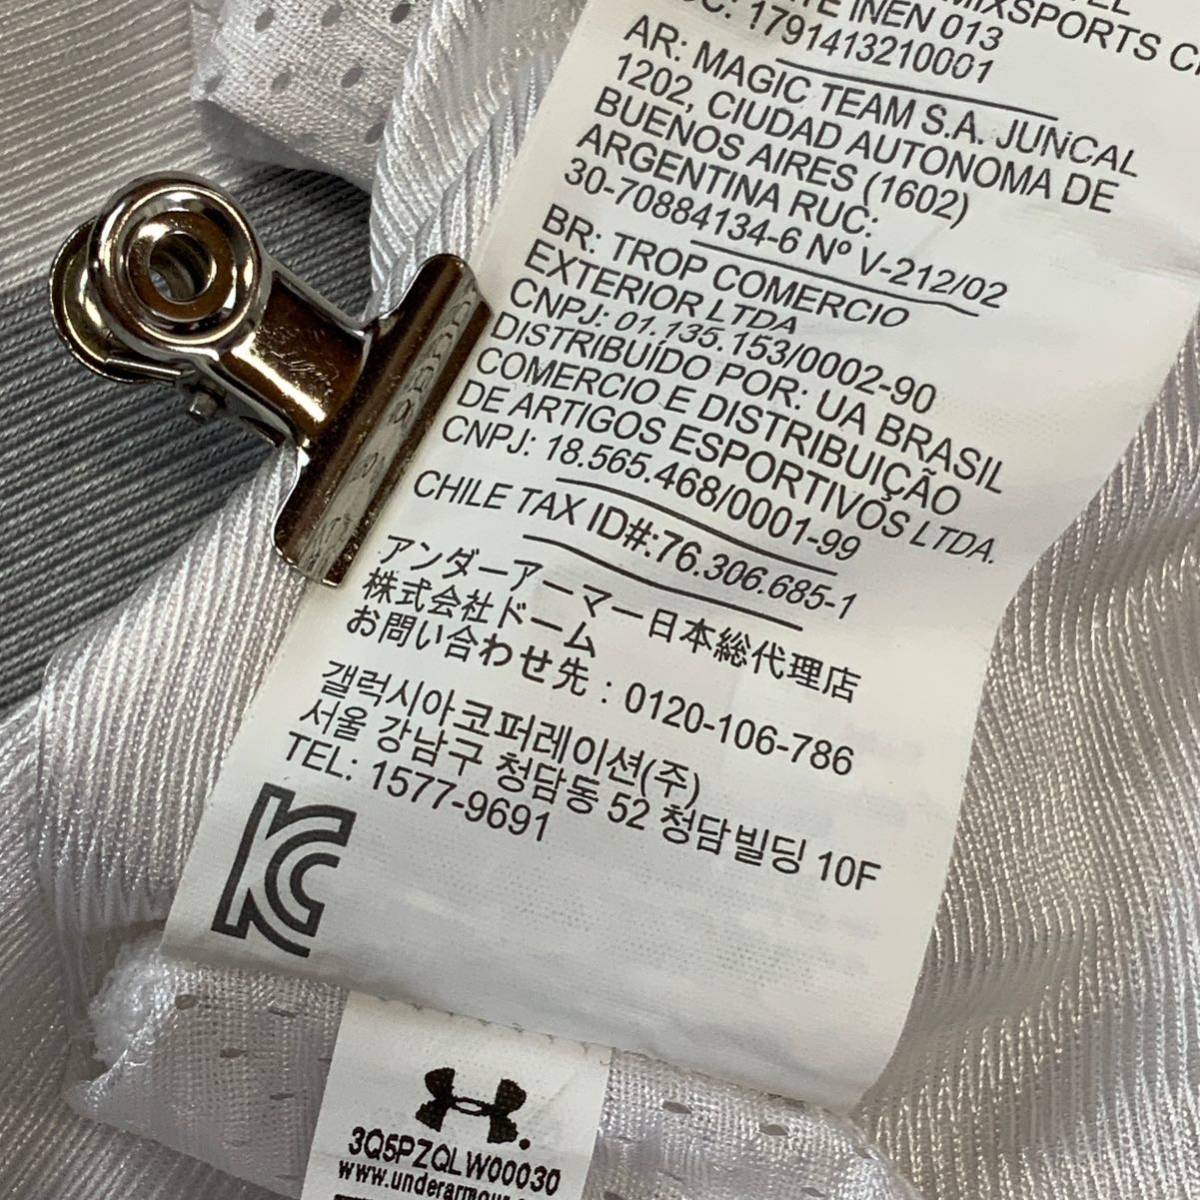 INEN 013
1791413210001
AR: MAGIC TEAM S.A. JUNCAL
1202, CIUDAD AUTONOMA DE
BUENOS AIRES (1602)
ARGENTINA RUC:
30-70884134-6 Nº V-212/02
BR: TROP COMERCIO
EXTERIOR LTDA
CNPJ: 01.135.153/0002-90
DISTRIBUÍDO POR: UA BRASIL
COMERCIO E DISTRIBUIÇÃO
DE ARTIGOS ESPORTIVOS LTDA.
CNPJ: 18.565.468/0001-99
CHILE TAX ID#:76.306.685-1
アンダーアーマー日本総代理店
株式会社ドーム
お問い合わせ先：0120-106-786
갤럭시아코퍼레이션(주)
서울 강남구 청담동 52 청담빌딩 10F
TEL: 1577-9691
3Q5PZQLW00030